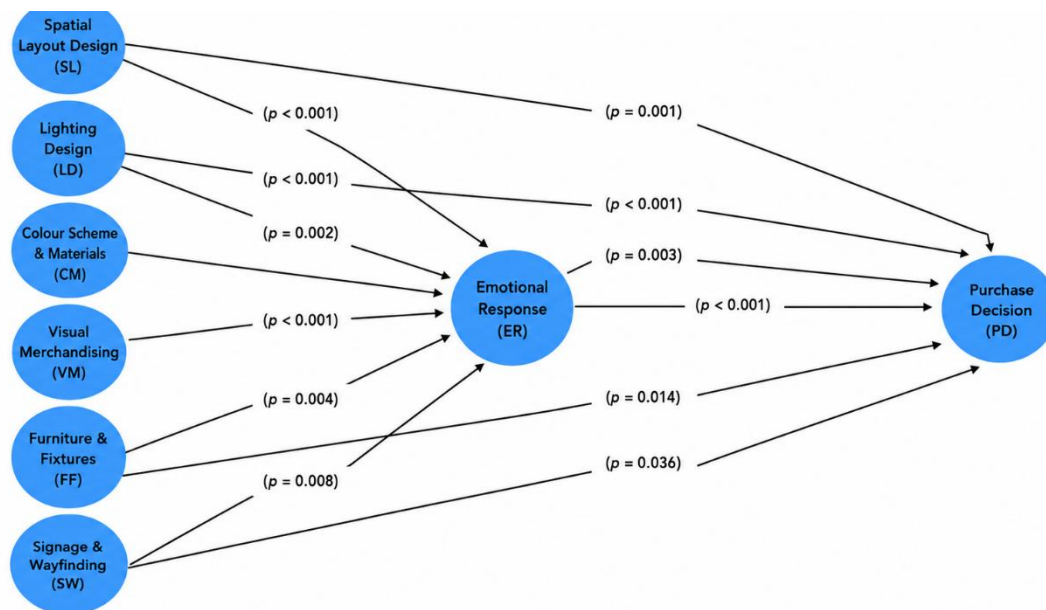 Spatial
Layout Design
(SL)
(p < 0.001)
(p = 0.001)
Lighting
Design
(LD)
(p < 0.001)
(p < 0.001)
(p = 0.002)
Colour Scheme
& Materials
(CM)
(p = 0.003)
Emotional
Response
(ER)
Purchase
Decision
(PD)
(p < 0.001)
(p < 0.001)
Visual
Merchandising
(VM)
(p = 0.004)
(p = 0.014)
Furniture &
Fixtures
(FF)
(p = 0.008)
(p = 0.036)
Signage &
Wayfinding
(SW)